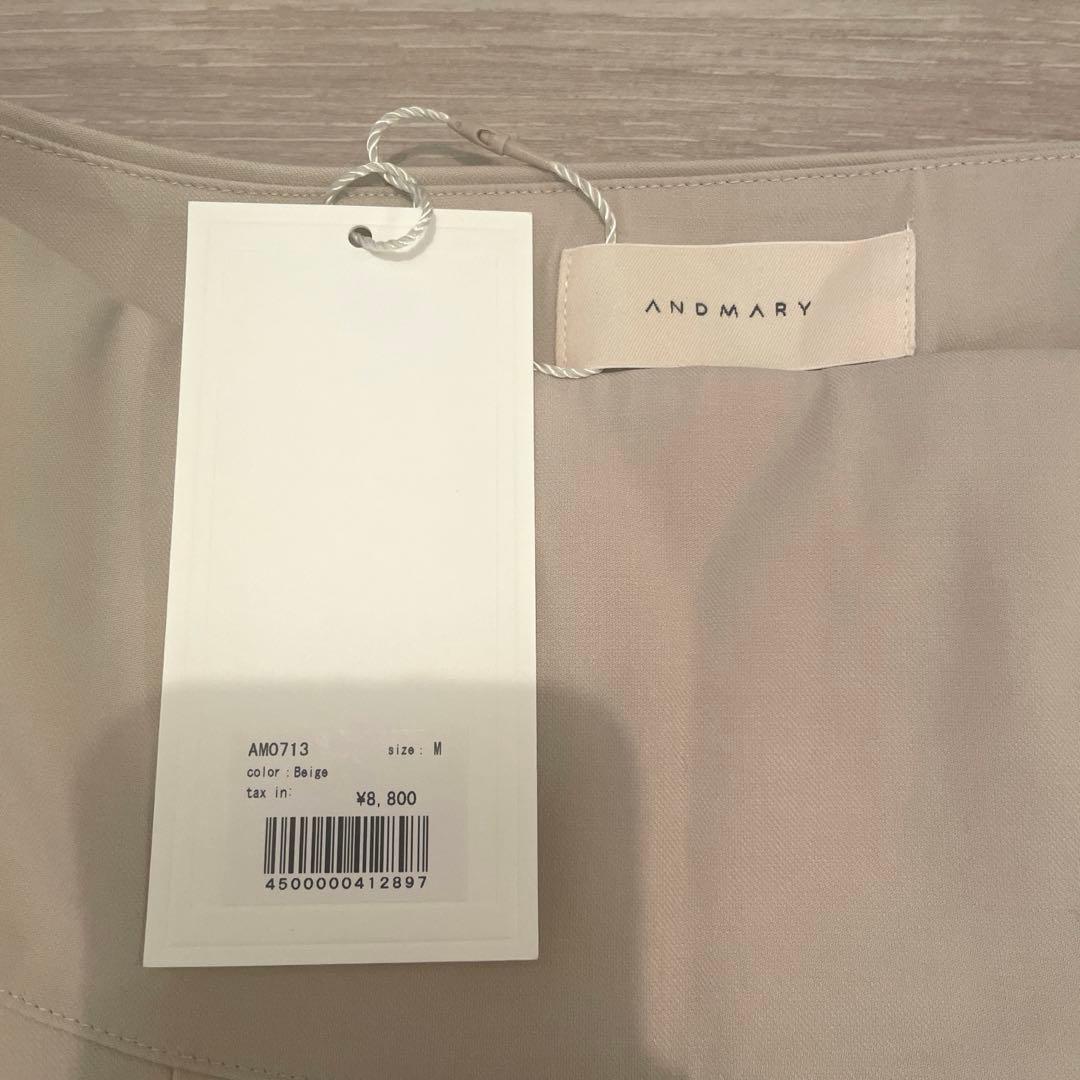 ANDMARY
AM0713 size: M
color:Beige
tax in: ¥8,800
4500000412897